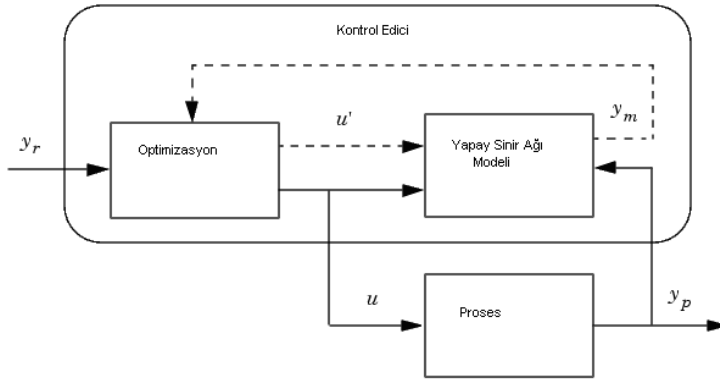 Kontrol Edici
y_r
Optimizasyon
u'
Yapay Sinir Ağı
Modeli
y_m
u
Proses
y_p